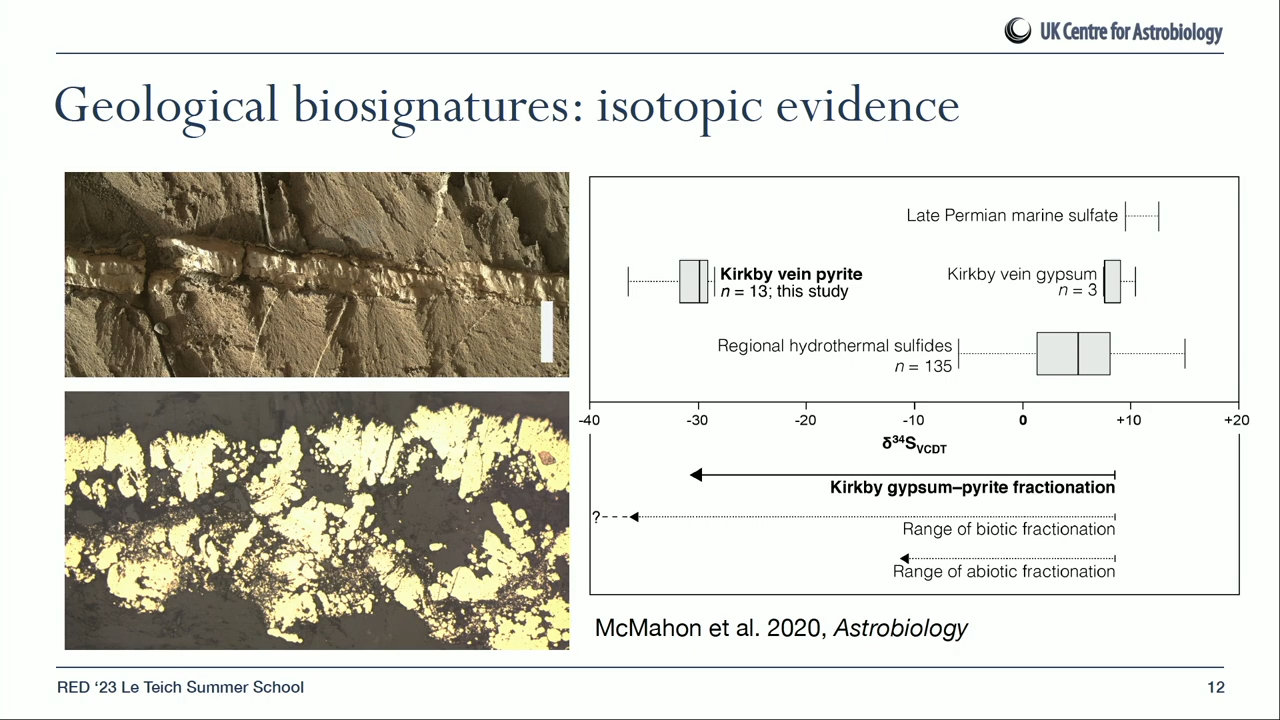 UK Centre for Astrobiology
Geological biosignatures: isotopic evidence
Late Permian marine sulfate
Kirkby vein pyrite
n = 13; this study
Kirkby vein gypsum
n = 3
Regional hydrothermal sulfides
n = 135
-40 -30 -20 -10 0 +10 +20
δ³⁴S_VCDT
Kirkby gypsum–pyrite fractionation
?
Range of biotic fractionation
Range of abiotic fractionation
McMahon et al. 2020, Astrobiology
RED ‘23 Le Teich Summer School
12